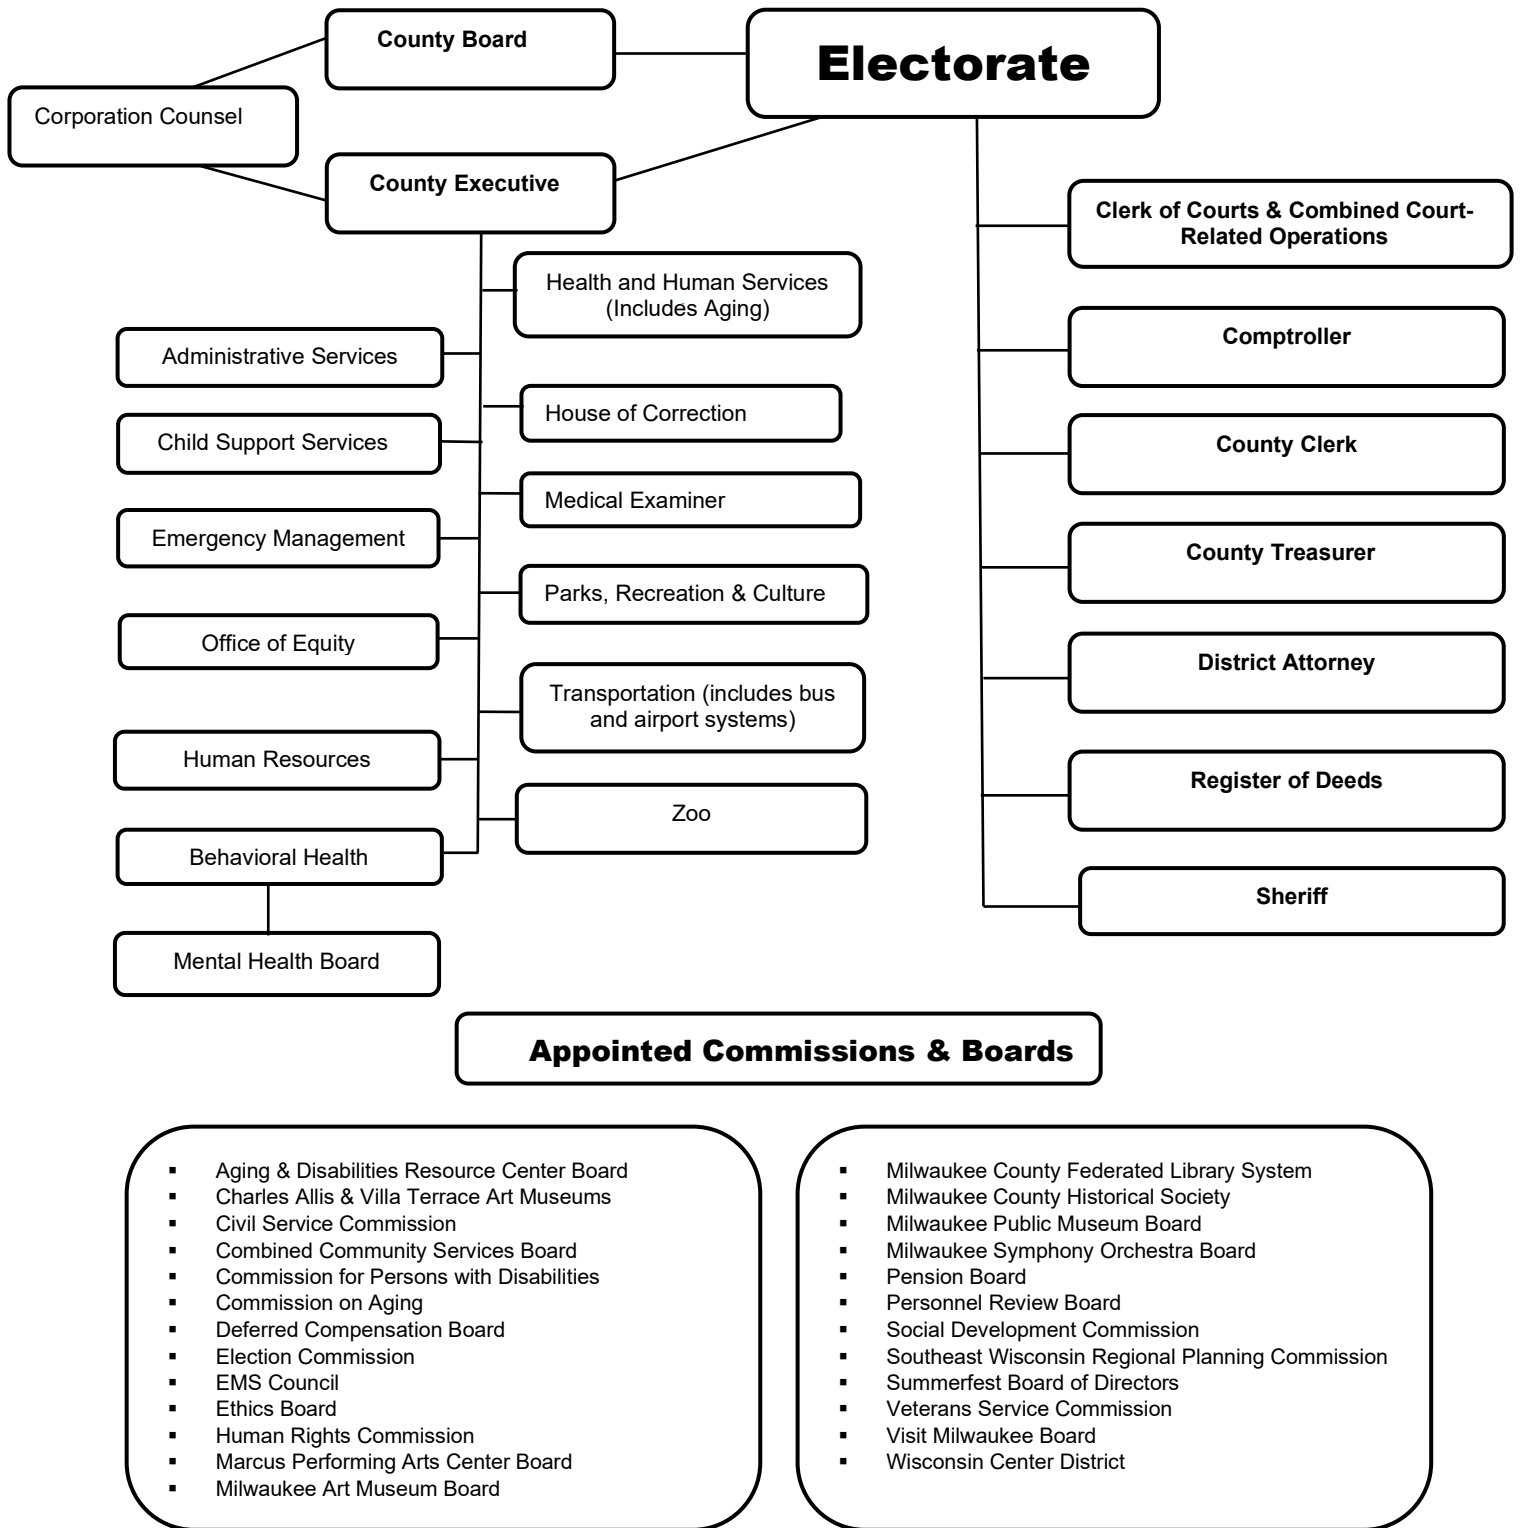 County Board
Electorate
Corporation Counsel
County Executive
Clerk of Courts & Combined Court-
Related Operations
Health and Human Services
(Includes Aging)
Administrative Services
Comptroller
House of Correction
Child Support Services
County Clerk
Medical Examiner
Emergency Management
County Treasurer
Parks, Recreation & Culture
Office of Equity
District Attorney
Transportation (includes bus
and airport systems)
Human Resources
Register of Deeds
Zoo
Behavioral Health
Sheriff
Mental Health Board
Appointed Commissions & Boards
▪ Aging & Disabilities Resource Center Board
▪ Charles Allis & Villa Terrace Art Museums
▪ Civil Service Commission
▪ Combined Community Services Board
▪ Commission for Persons with Disabilities
▪ Commission on Aging
▪ Deferred Compensation Board
▪ Election Commission
▪ EMS Council
▪ Ethics Board
▪ Human Rights Commission
▪ Marcus Performing Arts Center Board
▪ Milwaukee Art Museum Board
▪ Milwaukee County Federated Library System
▪ Milwaukee County Historical Society
▪ Milwaukee Public Museum Board
▪ Milwaukee Symphony Orchestra Board
▪ Pension Board
▪ Personnel Review Board
▪ Social Development Commission
▪ Southeast Wisconsin Regional Planning Commission
▪ Summerfest Board of Directors
▪ Veterans Service Commission
▪ Visit Milwaukee Board
▪ Wisconsin Center District